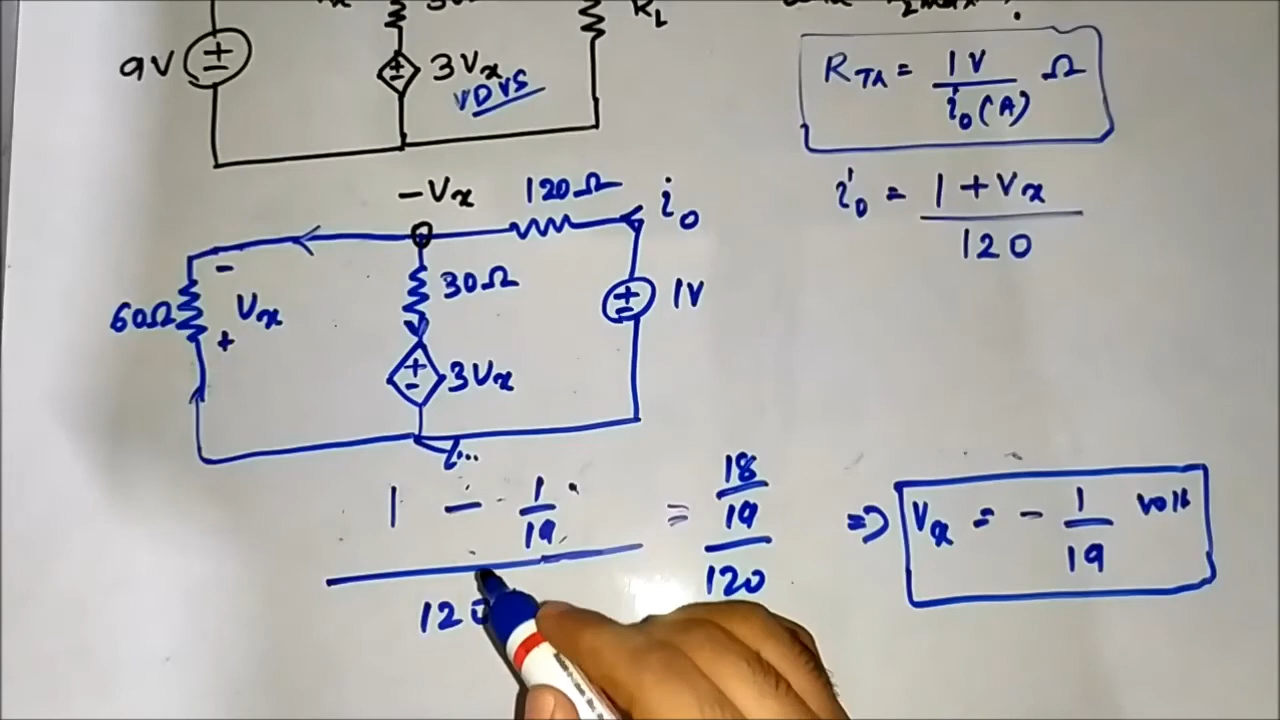 9V
3Vx
VDVS
RL
RTh = 1V / i0(A) Ω
i0 = 1 + Vx / 120
-Vx
120Ω
i0
60Ω
-
Vx
+
30Ω
+
-
3Vx
+
-
1V
1 - 1/19 / 120 = 18/19 / 120
⇒ Vx = - 1/19 volt